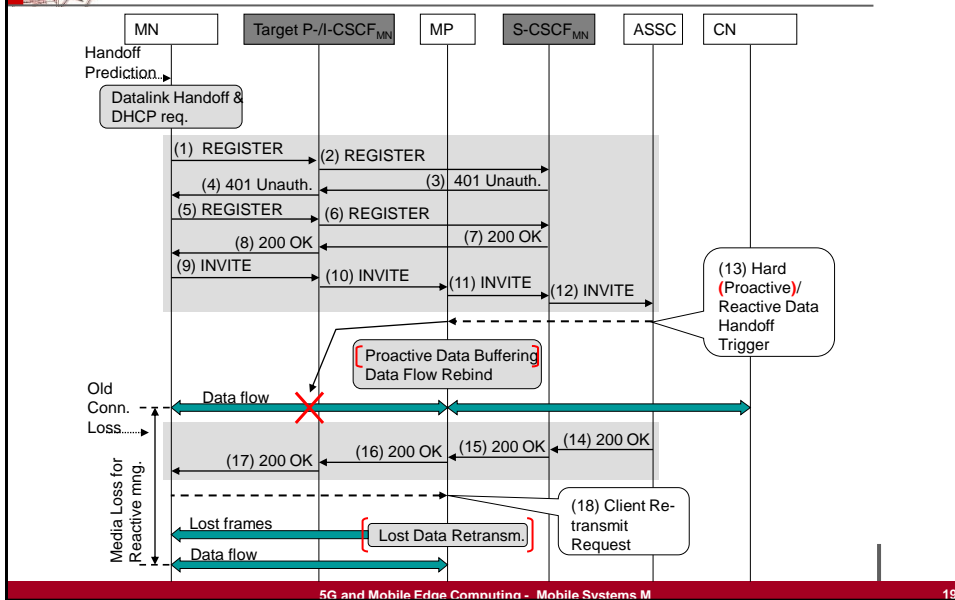 MN
Target P-/I-CSCF_MN
MP
S-CSCF_MN
ASSC
CN
Handoff
Prediction
Datalink Handoff &
DHCP req.
(1) REGISTER
(2) REGISTER
(3) 401 Unauth.
(4) 401 Unauth.
(5) REGISTER
(6) REGISTER
(7) 200 OK
(8) 200 OK
(9) INVITE
(10) INVITE
(11) INVITE
(12) INVITE
(13) Hard
(Proactive)/
Reactive Data
Handoff
Trigger
[Proactive Data Buffering]
Data Flow Rebind
Old
Conn.
Loss
Data flow
(14) 200 OK
(15) 200 OK
(16) 200 OK
(17) 200 OK
(18) Client Re-
transmit
Request
Media Loss for
Reactive mng.
Lost frames
[Lost Data Retransm.]
Data flow
5G and Mobile Edge Computing - Mobile Systems M
19